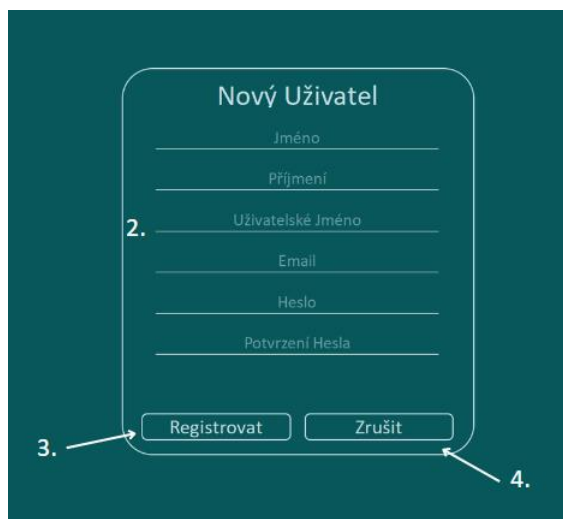 Nový Uživatel
Jméno
Příjmení
2. Uživatelské Jméno
Email
Heslo
Potvrzení Hesla
Registrovat Zrušit
3.
4.